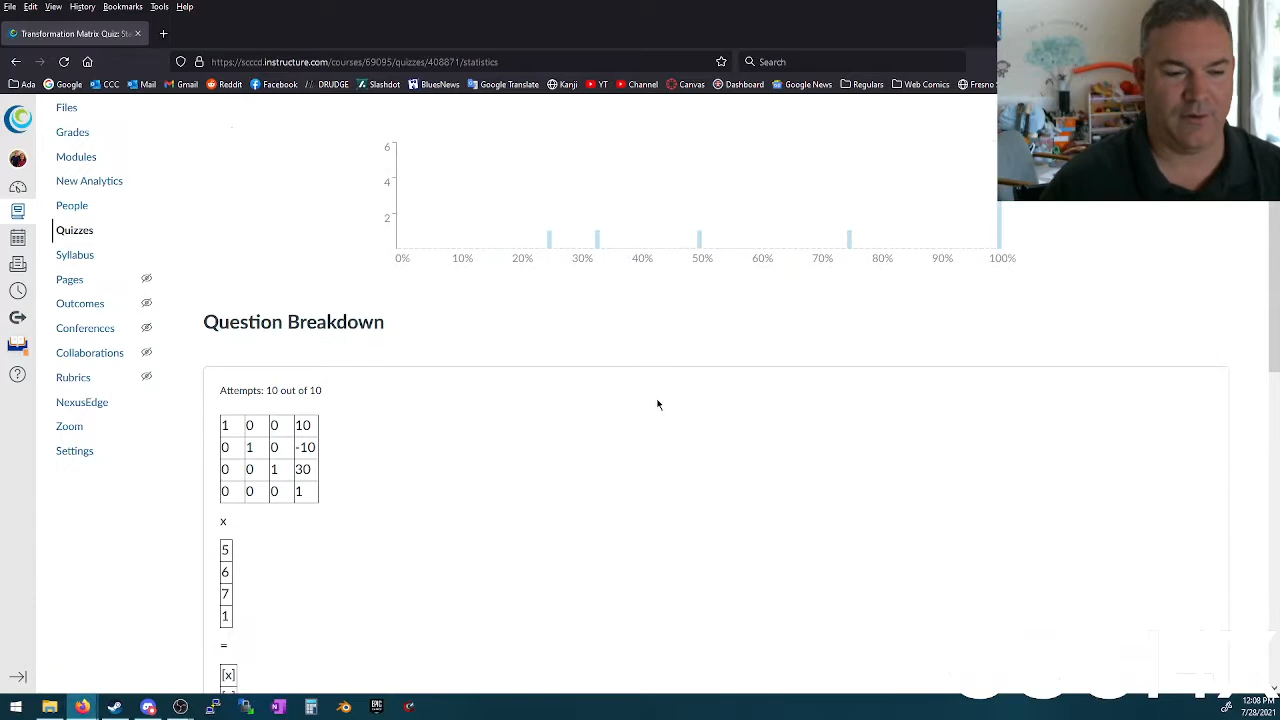 File Edit View History Bookmarks Tools Help
Transformation Matrix Quiz: Sta
https://scccd.instructure.com/courses/69095/quizzes/408871/statistics
Search
Ada Google CCC Mail Gmail Reddit Facebook DRUDGE Slashdot BluesNews Google Translate Kanji YT Channel Canvas Dashboard Google News Regulars Web Comics Fresno
Files
Grades
Modules
New Analytics
People
Quizzes
Syllabus
Pages
Outcomes
Conferences
Collaborations
Rubrics
NexusEdge
Zoom
Settings
6
4
2
0% 10% 20% 30% 40% 50% 60% 70% 80% 90% 100%
Question Breakdown
Attempts: 10 out of 10
1 0 0 10
0 1 0 -10
0 0 1 30
0 0 0 1
x
5
6
7
1
=
[x]
12:08 PM
7/28/2021